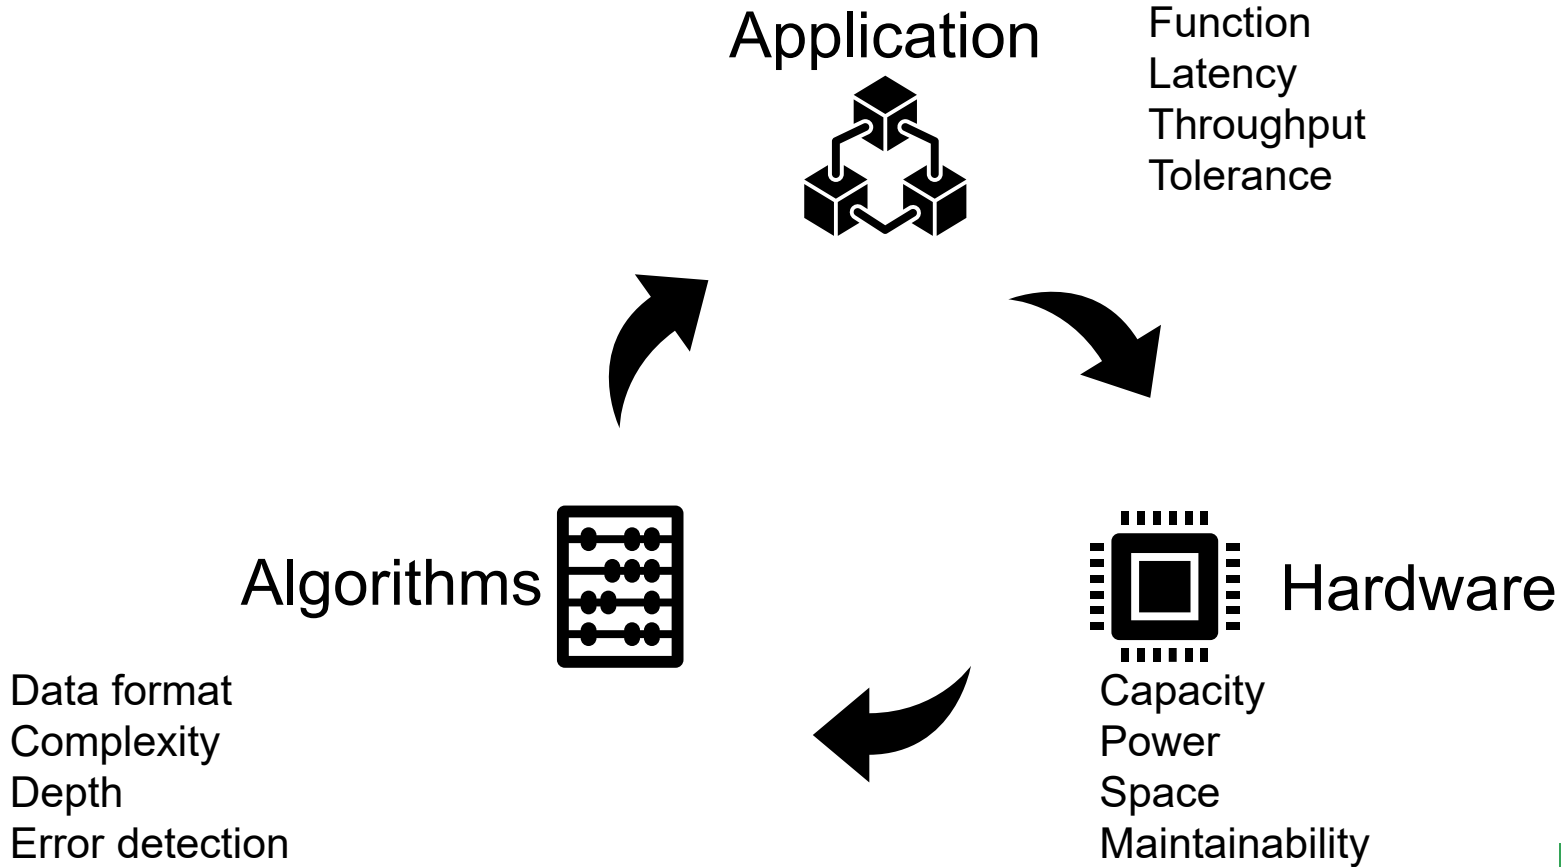 Application
Function
Latency
Throughput
Tolerance
Algorithms
Hardware
Data format
Complexity
Depth
Error detection
Capacity
Power
Space
Maintainability